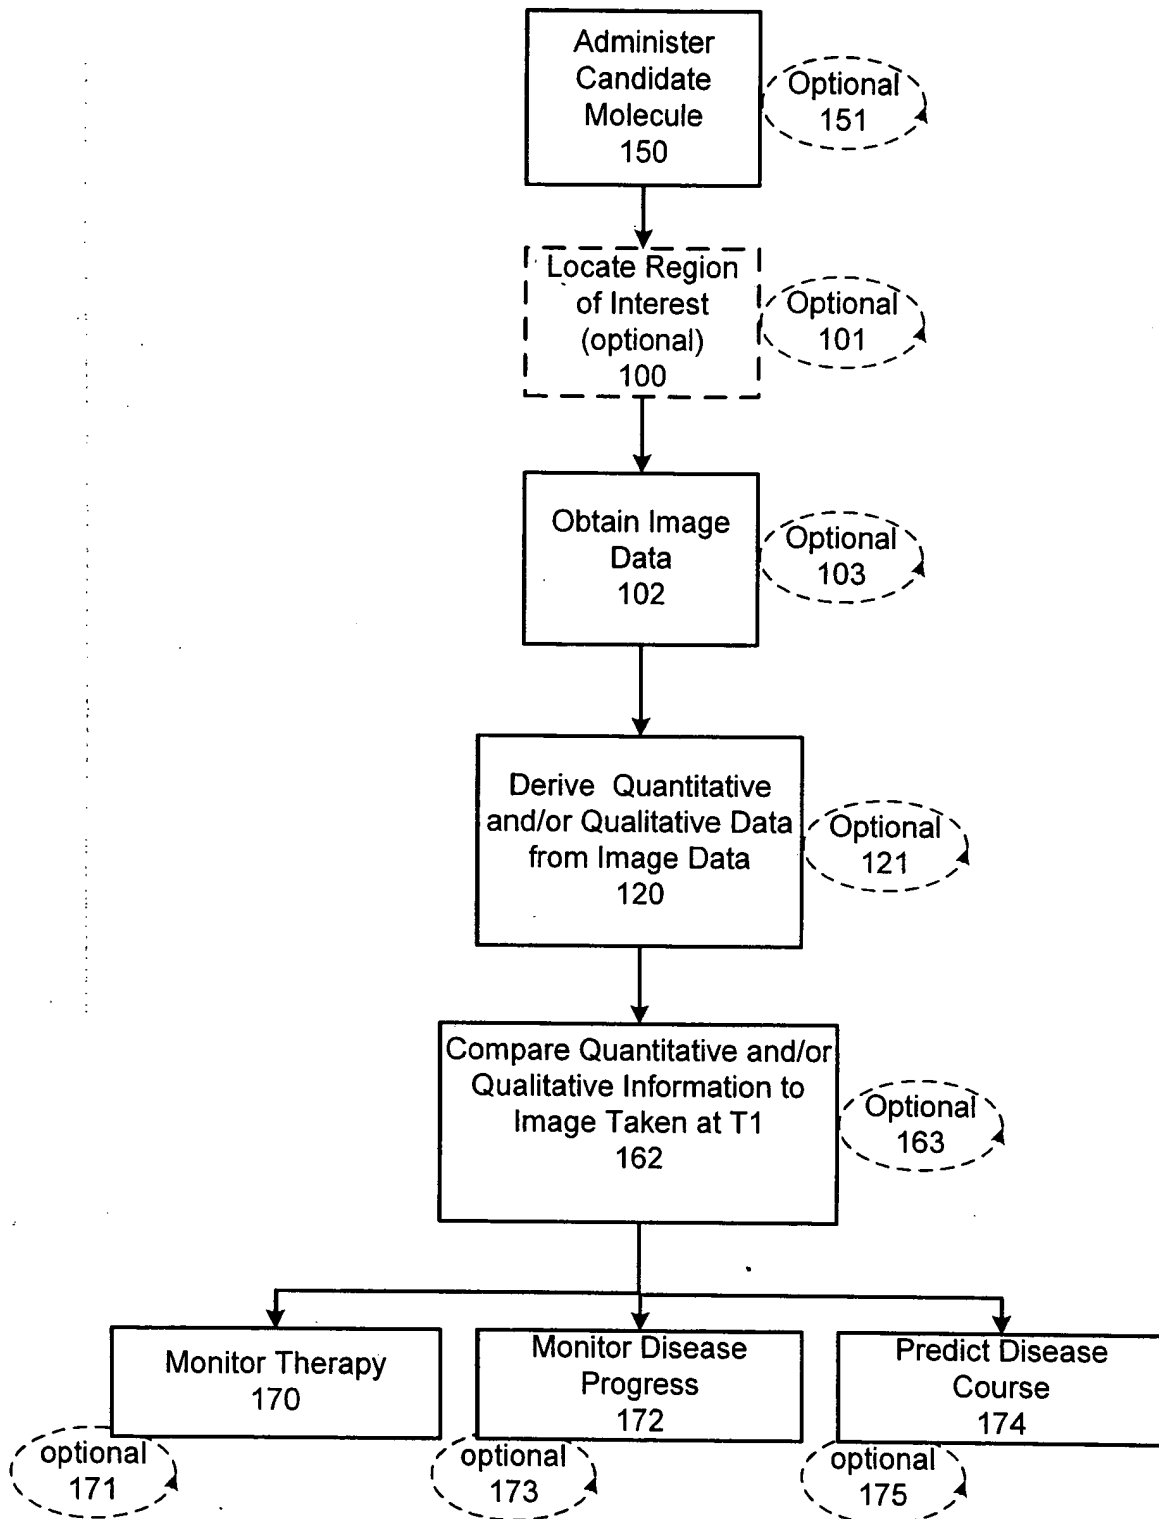 Administer
Candidate
Molecule
150
Optional
151
Locate Region
of Interest
(optional)
100
Optional
101
Obtain Image
Data
102
Optional
103
Derive Quantitative
and/or Qualitative Data
from Image Data
120
Optional
121
Compare Quantitative and/or
Qualitative Information to
Image Taken at T1
162
Optional
163
Monitor Therapy
170
optional
171
Monitor Disease
Progress
172
optional
173
Predict Disease
Course
174
optional
175